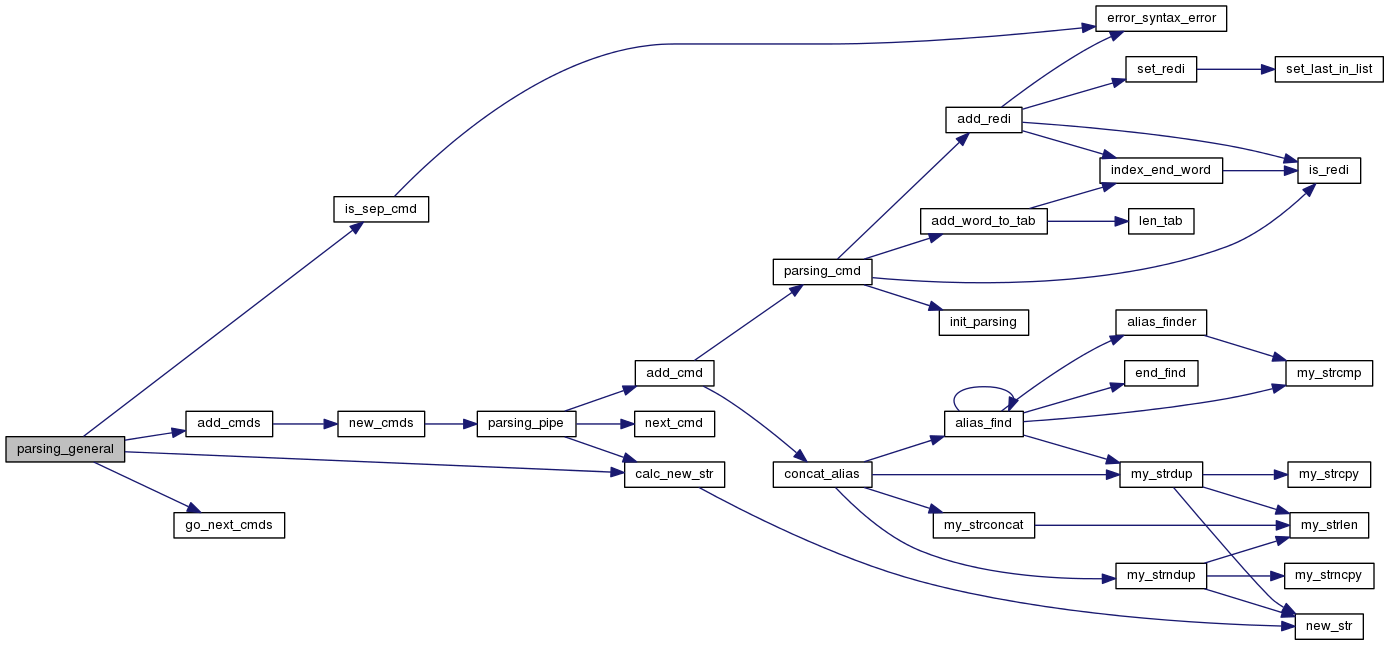 error_syntax_error
set_redi
set_last_in_list
add_redi
index_end_word
is_redi
is_sep_cmd
add_word_to_tab
len_tab
parsing_cmd
init_parsing
alias_finder
add_cmd
end_find
my_strcmp
add_cmds
new_cmds
parsing_pipe
next_cmd
alias_find
parsing_general
calc_new_str
concat_alias
my_strdup
my_strcpy
go_next_cmds
my_strconcat
my_strlen
my_strndup
my_strncpy
new_str